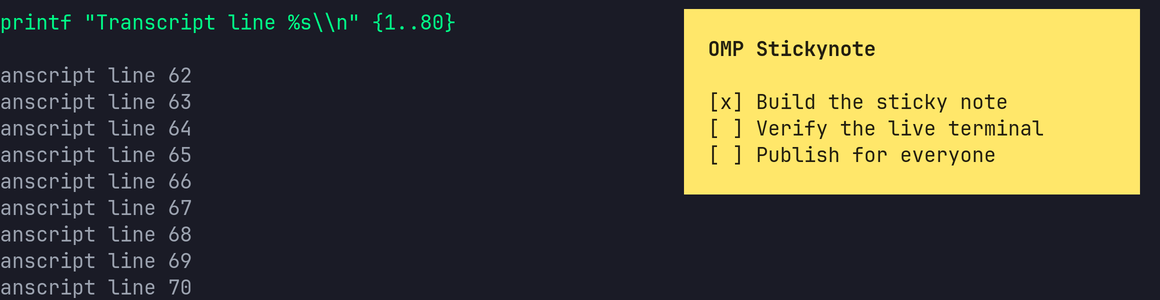 printf "Transcript line %s\\n" {1..80}
anscript line 62
anscript line 63
anscript line 64
anscript line 65
anscript line 66
anscript line 67
anscript line 68
anscript line 69
anscript line 70
OMP Stickynote
[x] Build the sticky note
[ ] Verify the live terminal
[ ] Publish for everyone